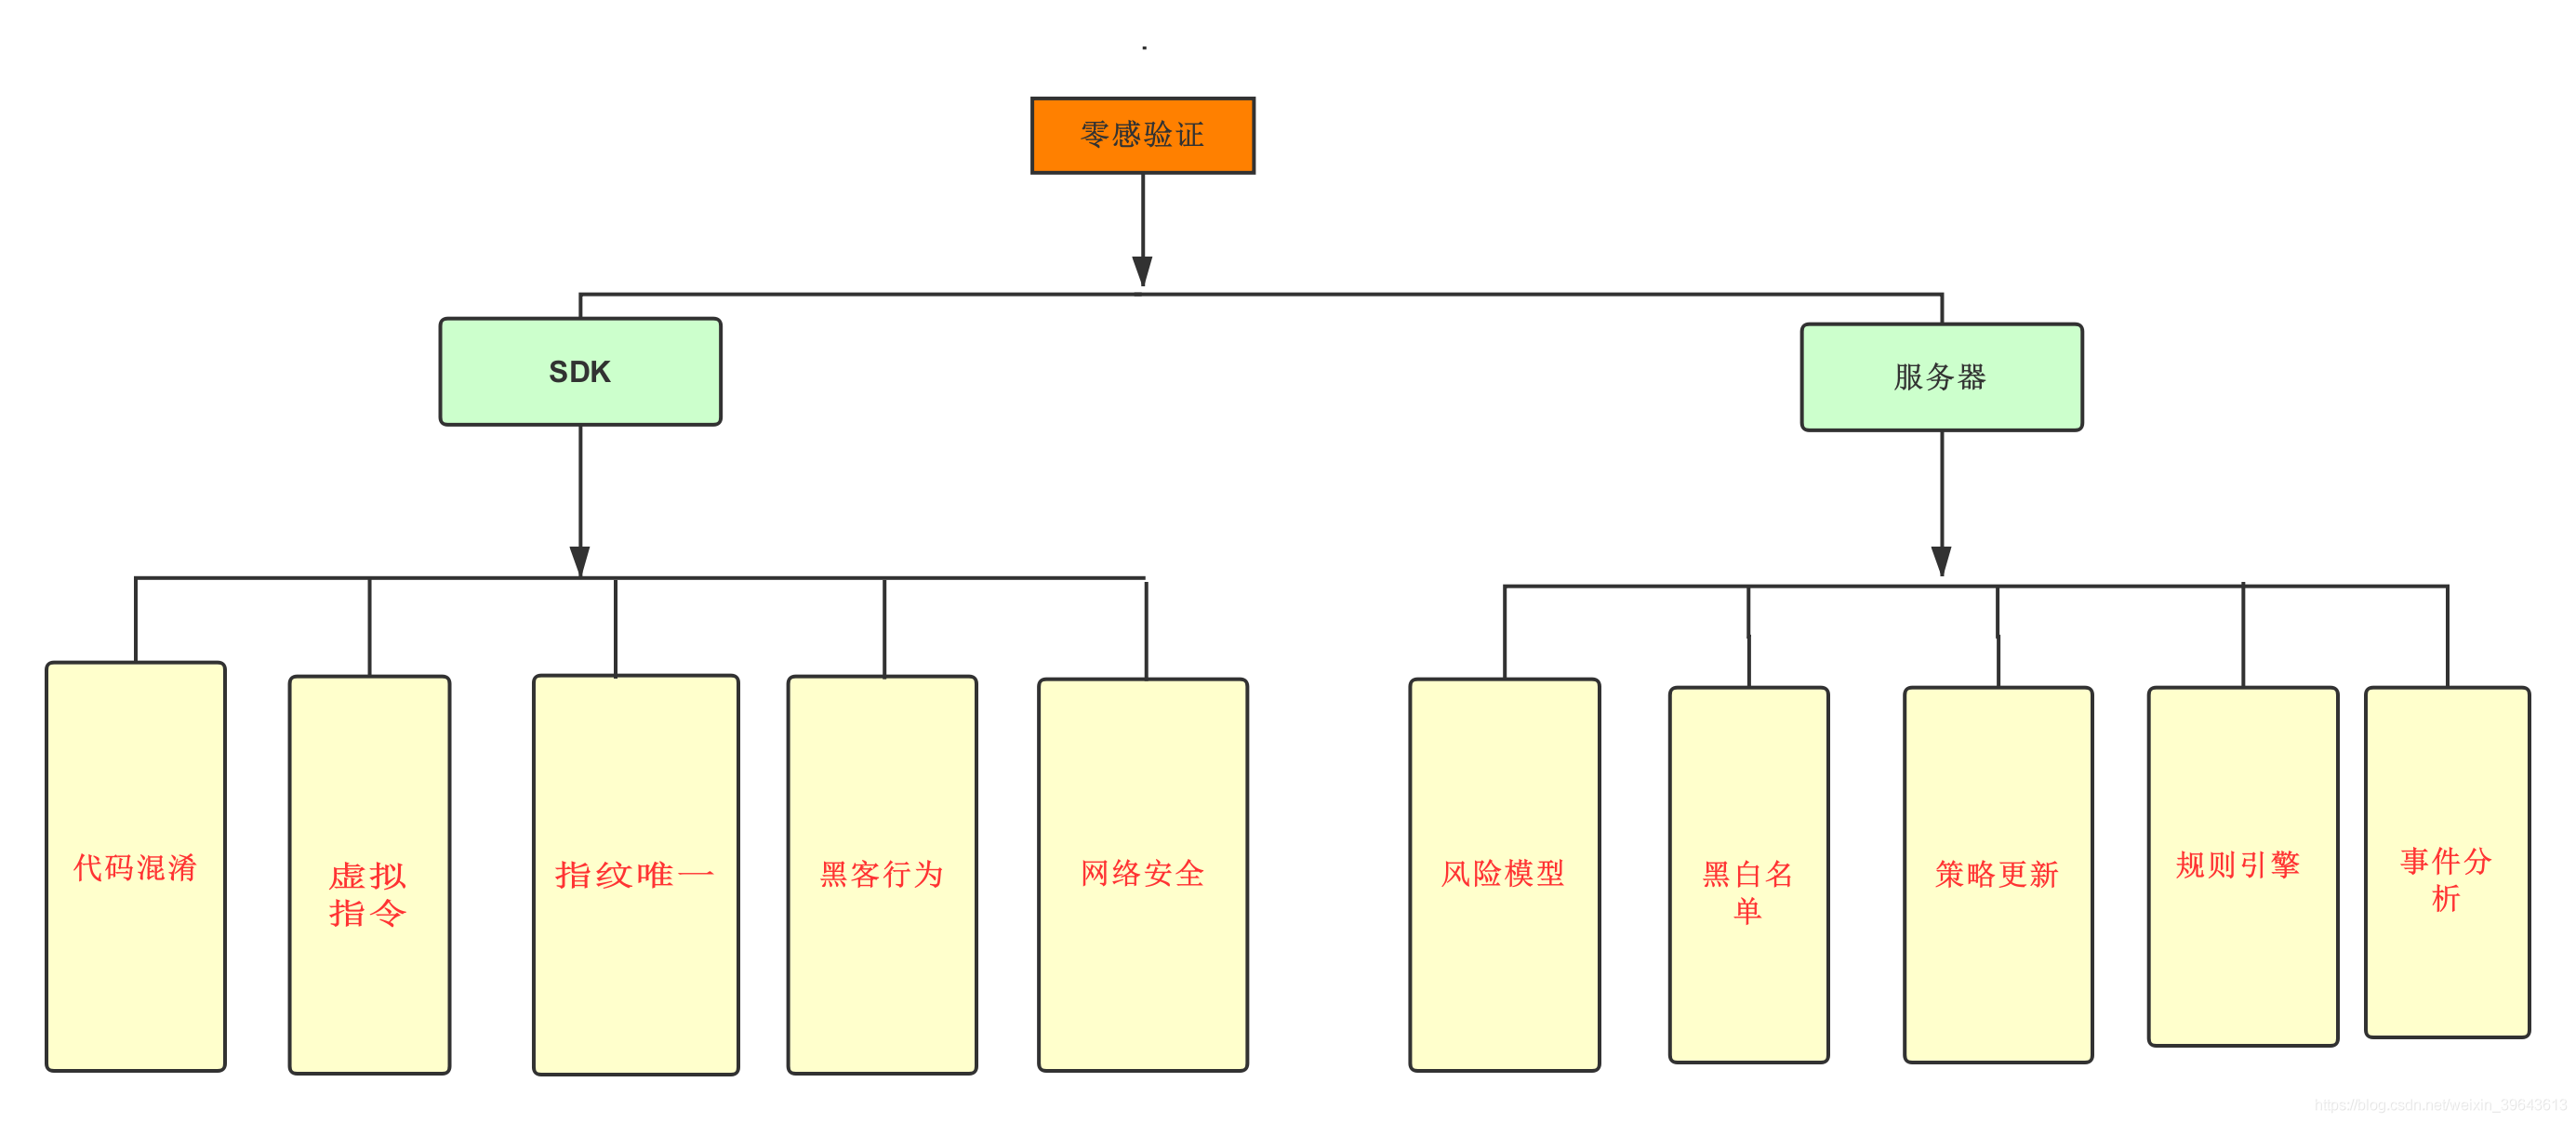 零感验证
SDK
服务器
代码混淆
虚拟
指令
指纹唯一
黑客行为
网络安全
风险模型
黑白名
单
策略更新
规则引擎
事件分
析
https://blog.csdn.net/weixin_39643613